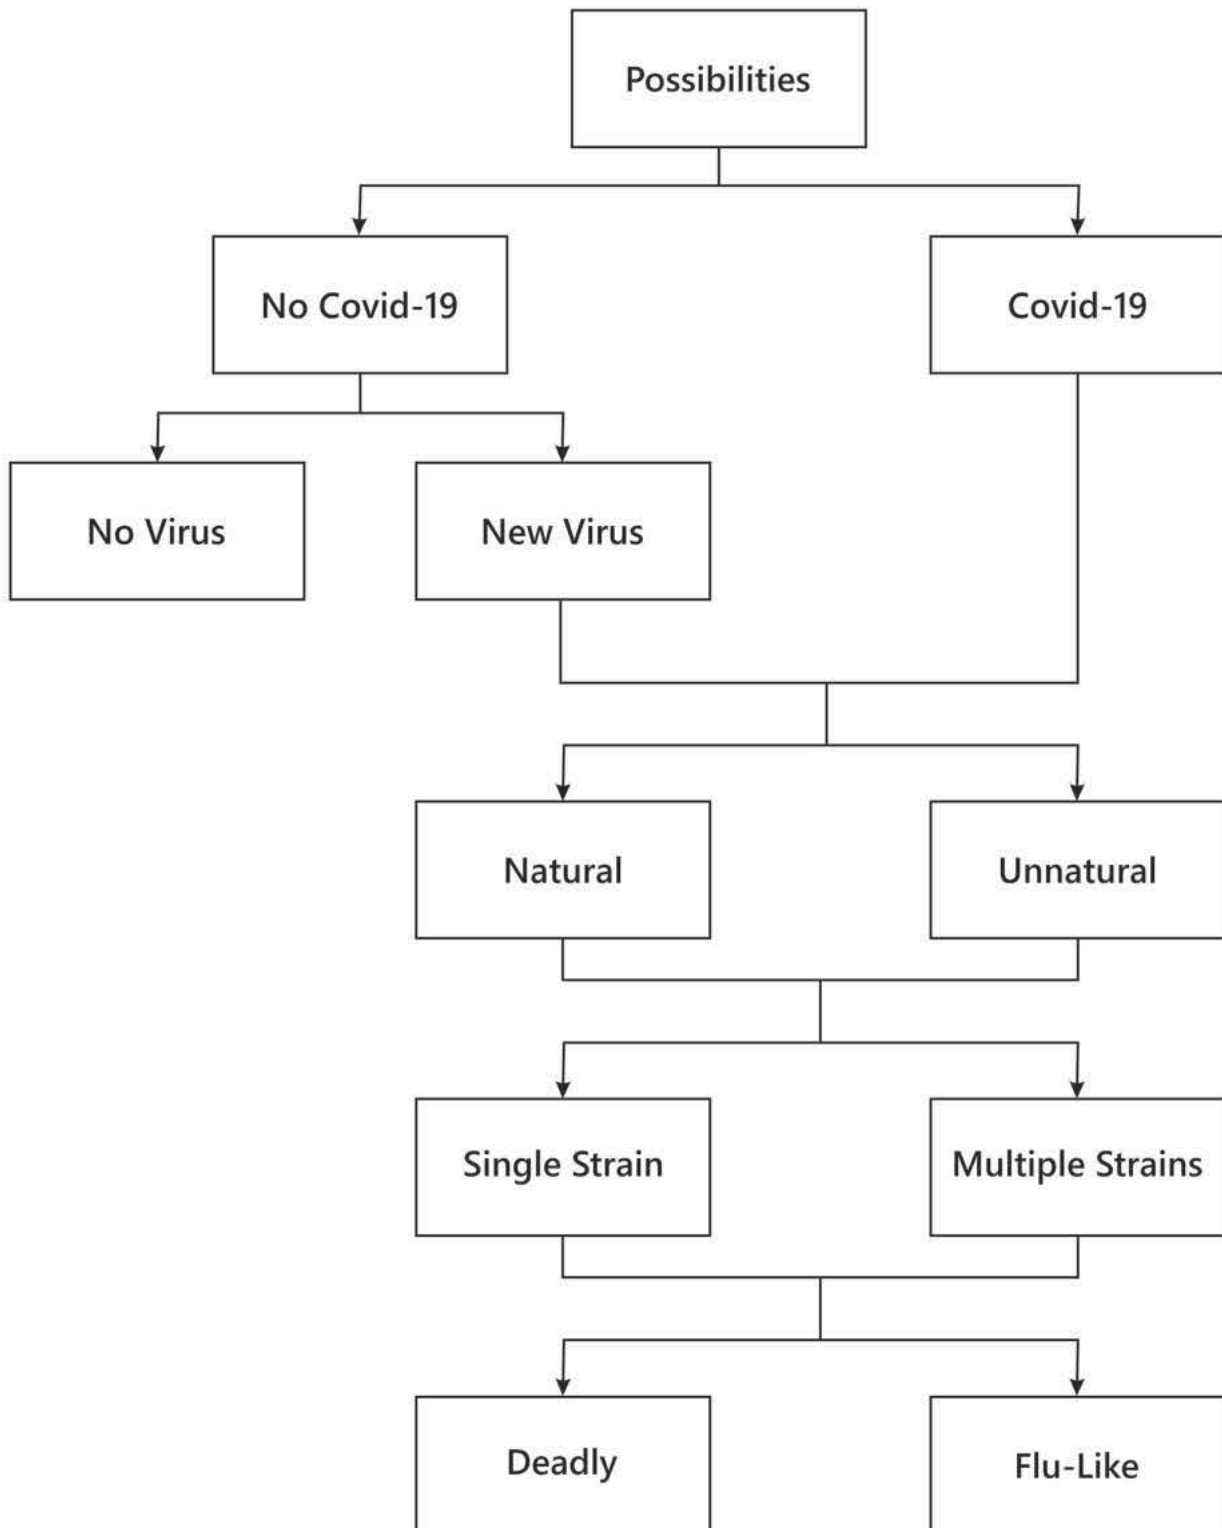 Possibilities
No Covid-19
Covid-19
No Virus
New Virus
Natural
Unnatural
Single Strain
Multiple Strains
Deadly
Flu-Like